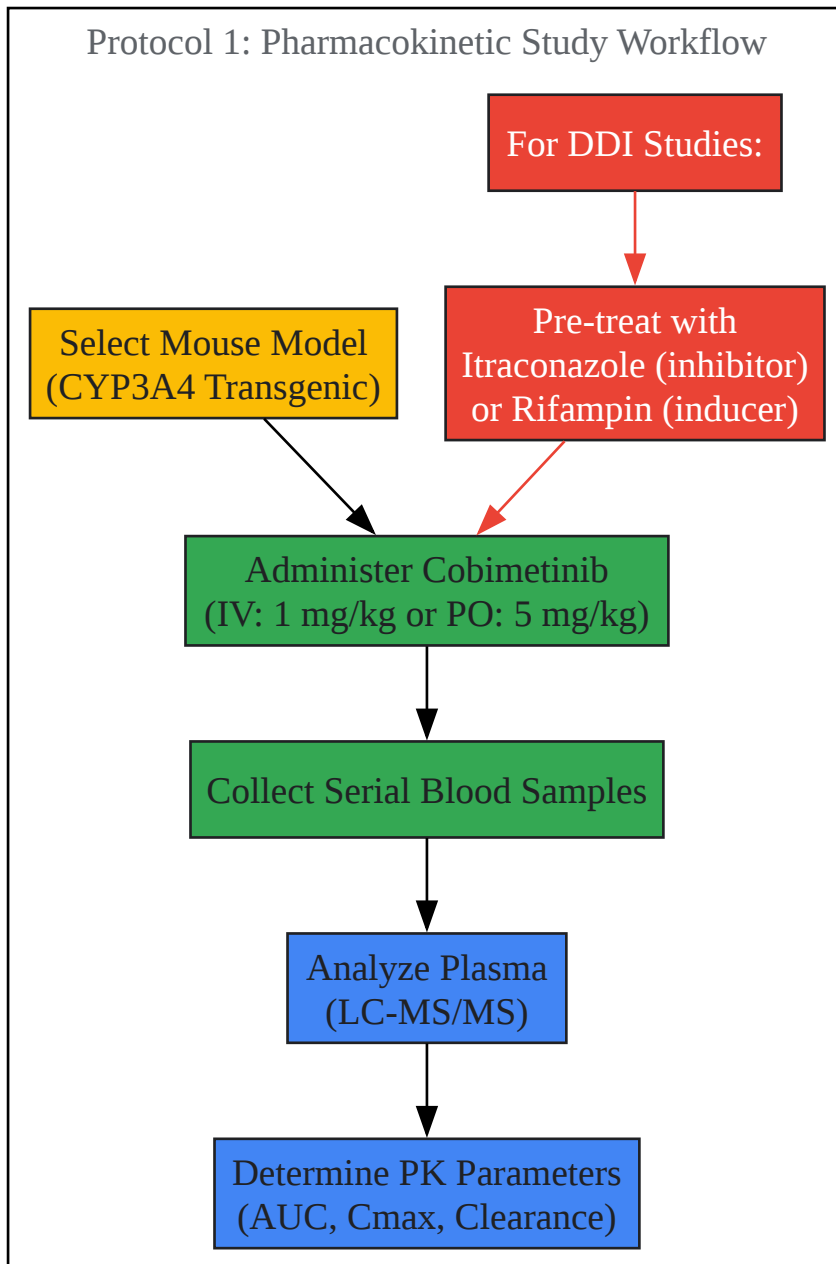 Protocol 1: Pharmacokinetic Study Workflow
For DDI Studies:
Select Mouse Model
(CYP3A4 Transgenic)
Pre-treat with
Itraconazole (inhibitor)
or Rifampin (inducer)
Administer Cobimetinib
(IV: 1 mg/kg or PO: 5 mg/kg)
Collect Serial Blood Samples
Analyze Plasma
(LC-MS/MS)
Determine PK Parameters
(AUC, Cmax, Clearance)